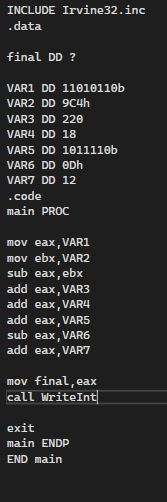 INCLUDE Irvine32.inc
.data
final DD ?
VAR1 DD 11010110b
VAR2 DD 9C4h
VAR3 DD 220
VAR4 DD 18
VAR5 DD 1011110b
VAR6 DD 0Dh
VAR7 DD 12
.code
main PROC
mov eax,VAR1
mov ebx,VAR2
sub eax,ebx
add eax,VAR3
add eax,VAR4
add eax,VAR5
sub eax,VAR6
add eax,VAR7
mov final,eax
call WriteInt
exit
main ENDP
END main